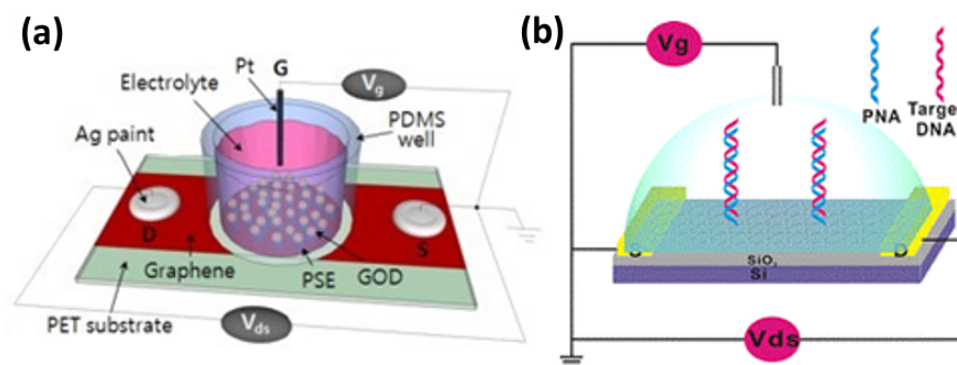 (a)
Pt
G
Vg
Electrolyte
PDMS
well
Ag paint
D
S
Graphene
PSE
GOD
PET substrate
Vds
(b)
Vg
PNA
Targe
DNA
D
SiO₂
Si
Vds